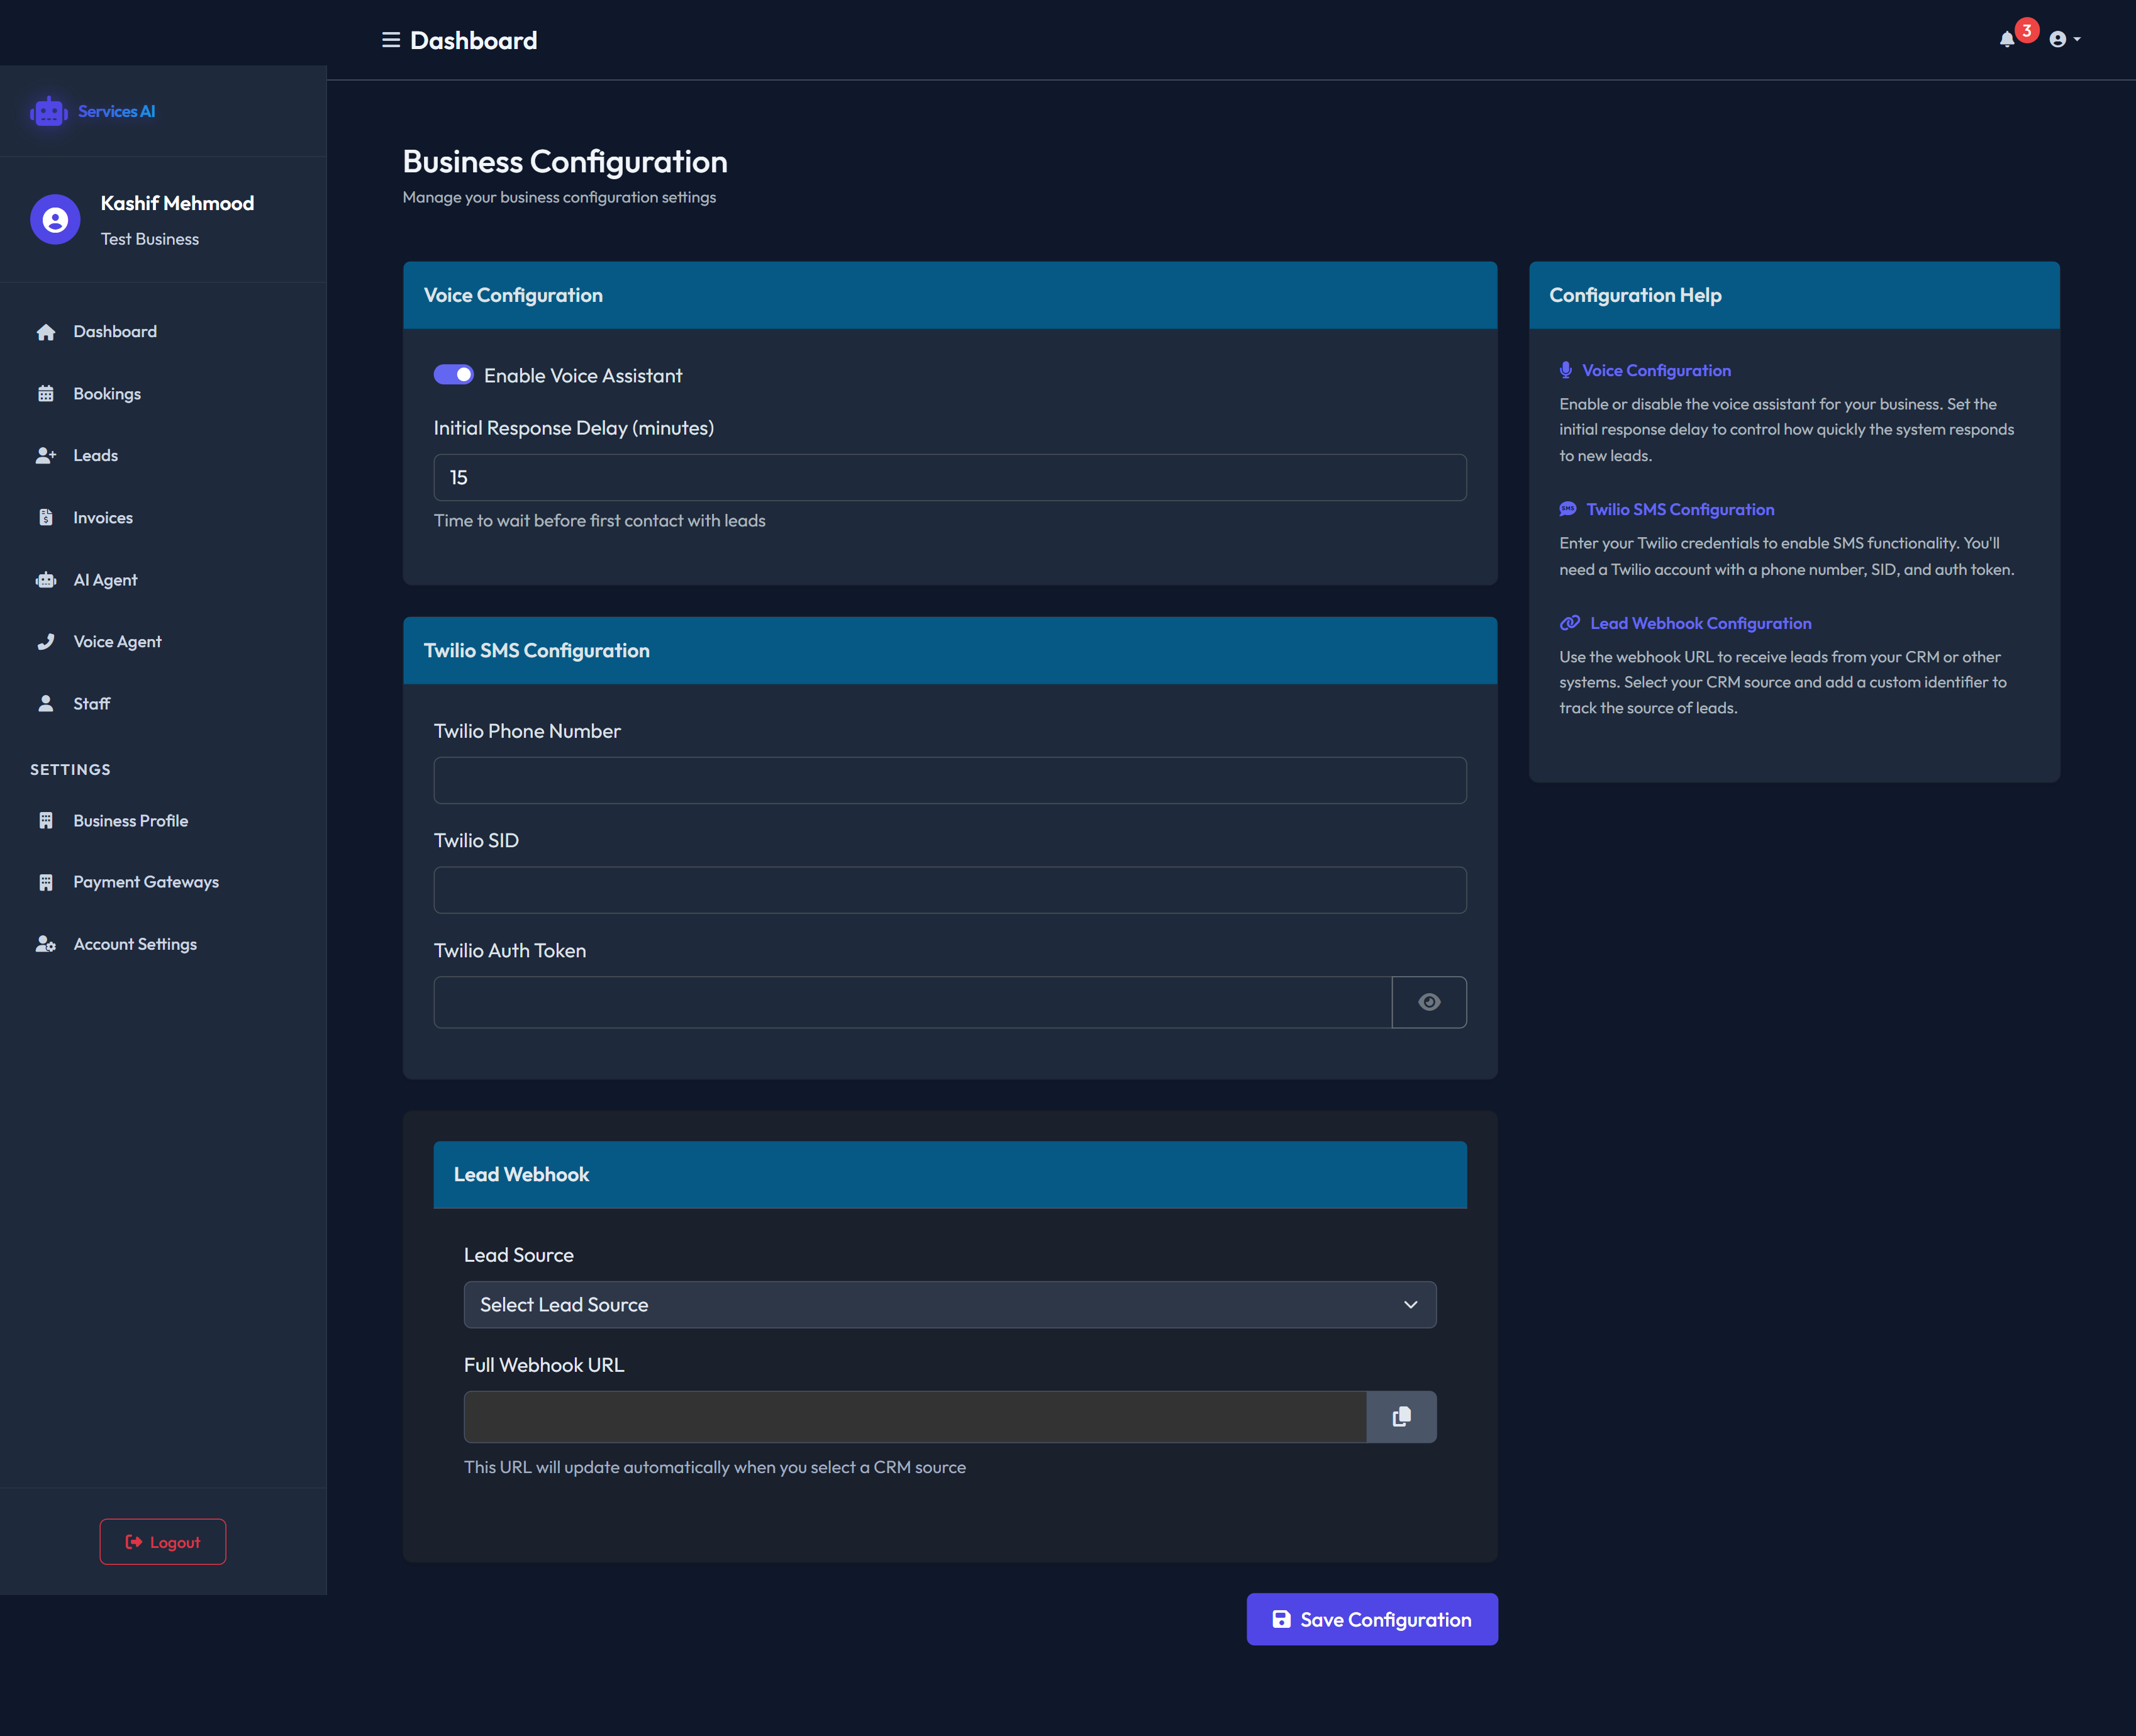 Dashboard
3
Services AI
Kashif Mehmood
Test Business
Dashboard
Bookings
Leads
Invoices
AI Agent
Voice Agent
Staff
SETTINGS
Business Profile
Payment Gateways
Account Settings
Logout
Business Configuration
Manage your business configuration settings
Voice Configuration
Enable Voice Assistant
Initial Response Delay (minutes)
15
Time to wait before first contact with leads
Twilio SMS Configuration
Twilio Phone Number
Twilio SID
Twilio Auth Token
Lead Webhook
Lead Source
Select Lead Source
Full Webhook URL
This URL will update automatically when you select a CRM source
Save Configuration
Configuration Help
Voice Configuration
Enable or disable the voice assistant for your business. Set the
initial response delay to control how quickly the system responds
to new leads.
SMS
Twilio SMS Configuration
Enter your Twilio credentials to enable SMS functionality. You'll
need a Twilio account with a phone number, SID, and auth token.
Lead Webhook Configuration
Use the webhook URL to receive leads from your CRM or other
systems. Select your CRM source and add a custom identifier to
track the source of leads.